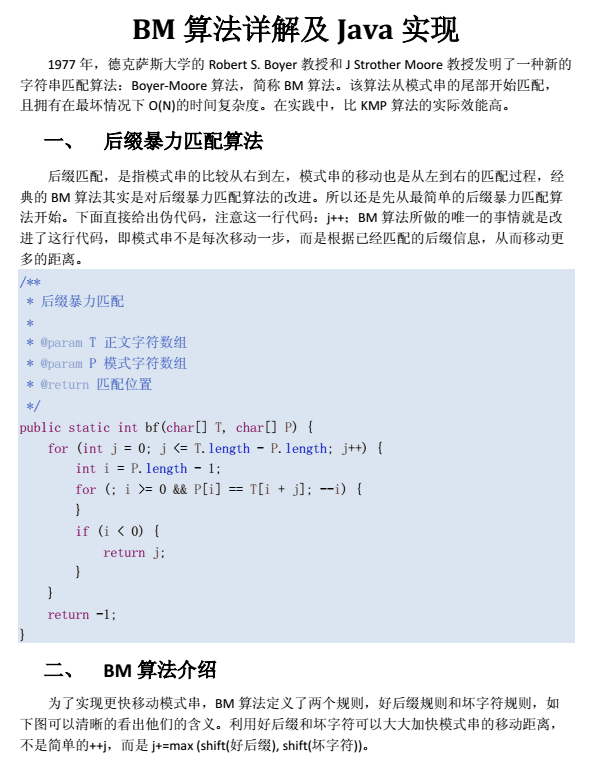 BM 算法详解及 Java 实现
1977 年，德克萨斯大学的 Robert S. Boyer 教授和 J Strother Moore 教授发明了一种新的
字符串匹配算法：Boyer-Moore 算法，简称 BM 算法。该算法从模式串的尾部开始匹配，
且拥有在最坏情况下 O(N)的时间复杂度。在实践中，比 KMP 算法的实际效能高。
一、 后缀暴力匹配算法
后缀匹配，是指模式串的比较从右到左，模式串的移动也是从左到右的匹配过程，经
典的 BM 算法其实是对后缀暴力匹配算法的改进。所以还是先从最简单的后缀暴力匹配算
法开始。下面直接给出伪代码，注意这一行代码：j++；BM 算法所做的唯一的事情就是改
进了这行代码，即模式串不是每次移动一步，而是根据已经匹配的后缀信息，从而移动更
多的距离。
/**
* 后缀暴力匹配
*
* @param T 正文字符数组
* @param P 模式字符数组
* @return 匹配位置
*/
public static int bf(char[] T, char[] P) {
for (int j = 0; j <= T.length - P.length; j++) {
int i = P.length - 1;
for (; i >= 0 && P[i] == T[i + j]; --i) {
}
if (i < 0) {
return j;
}
}
return -1;
}
二、 BM 算法介绍
为了实现更快移动模式串，BM 算法定义了两个规则，好后缀规则和坏字符规则，如
下图可以清晰的看出他们的含义。利用好后缀和坏字符可以大大加快模式串的移动距离，
不是简单的++j，而是 j+=max (shift(好后缀), shift(坏字符))。